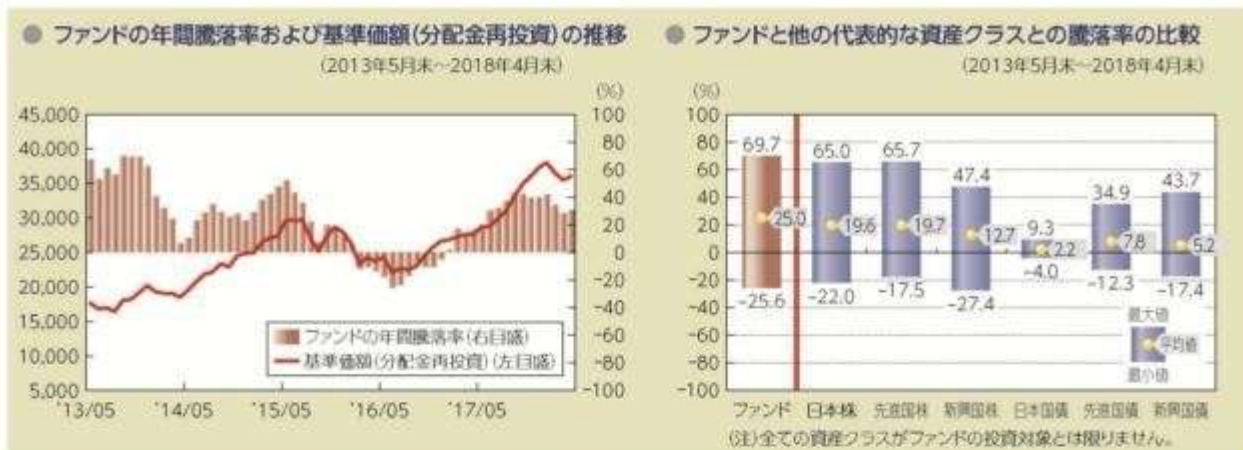 ● ファンドの年間騰落率および基準価額(分配金再投資)の推移
(2013年5月末～2018年4月末)
(%)
45,000
40,000
35,000
30,000
25,000
20,000
15,000
10,000
5,000
100
80
60
40
20
0
-20
-40
-60
-80
-100
ファンドの年間騰落率(右目盛)
基準価額(分配金再投資)(左目盛)
'13/05 '14/05 '15/05 '16/05 '17/05
● ファンドと他の代表的な資産クラスとの騰落率の比較
(2013年5月末～2018年4月末)
(%)
100
80
60
40
20
0
-20
-40
-60
-80
-100
69.7 65.0 65.7 47.4 9.3 34.9 43.7
25.0 19.6 19.7 12.7 2.2 7.8 5.2
-25.6 -22.0 -17.5 -27.4 -4.0 -12.3 -17.4
最大値
平均値
最小値
ファンド 日本株 先進国株 新興国株 日本国債 先進国債 新興国債
(注)全ての資産クラスがファンドの投資対象とは限りません。